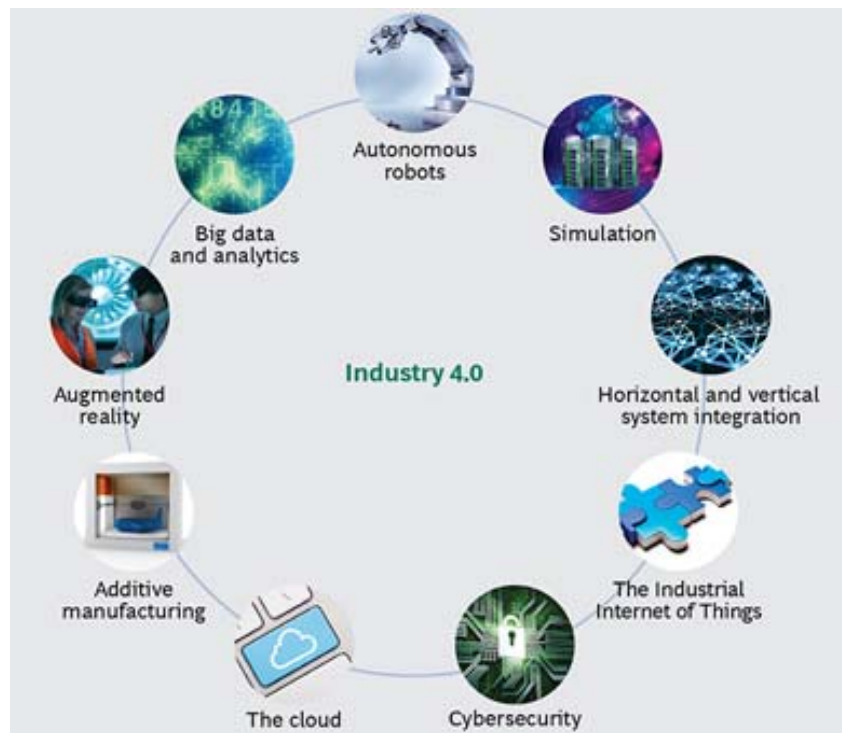 Autonomous
robots
Simulation
Horizontal and vertical
system integration
The Industrial
Internet of Things
Cybersecurity
The cloud
Additive
manufacturing
Augmented
reality
Big data
and analytics
Industry 4.0